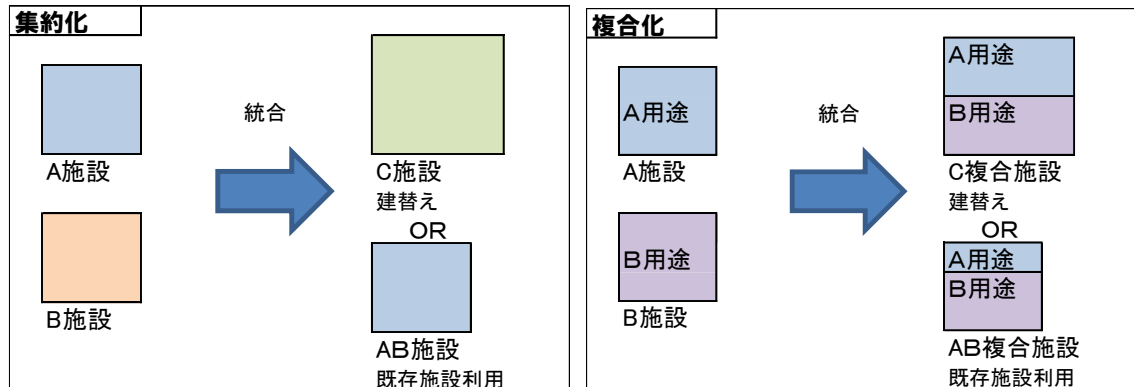 集約化
A施設
B施設
統合
C施設
建替え
OR
AB施設
既存施設利用
複合化
A用途
A施設
B用途
B施設
統合
A用途
B用途
C複合施設
建替え
OR
A用途
B用途
AB複合施設
既存施設利用